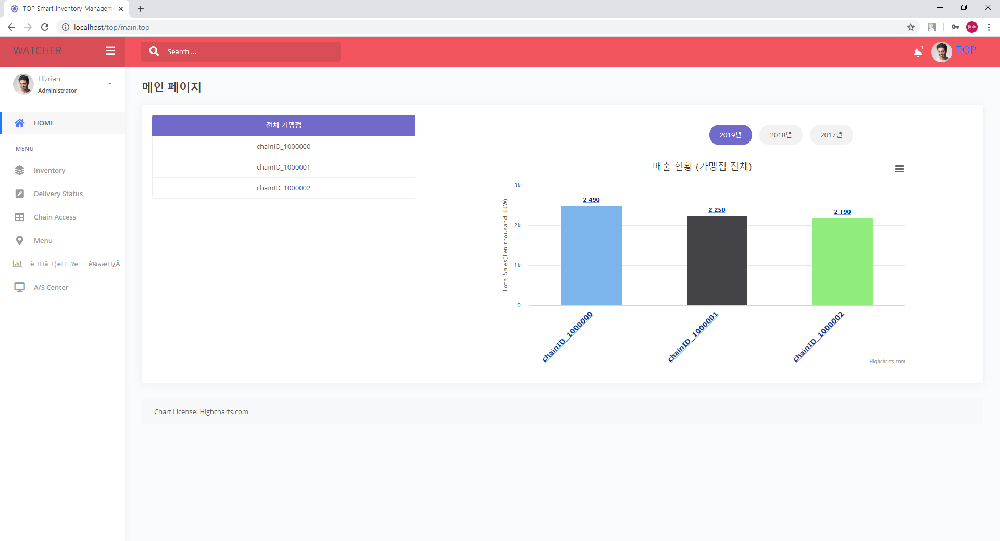 TOP Smart Inventory Managem
localhost/top/main.top
현수
WATCHER
Search ...
4
TOP
Hizrian
Administrator
HOME
MENU
Inventory
Delivery Status
Chain Access
Menu
A/S Center
메인 페이지
전체 가맹점
chainID_1000000
chainID_1000001
chainID_1000002
2019년 2018년 2017년
매출 현황 (가맹점 전체)
Total Sales(Ten thousand KRW)
3k
2k
1k
0
2 490
2 250
2 190
chainID_1000000
chainID_1000001
chainID_1000002
Highcharts.com
Chart License: Highcharts.com